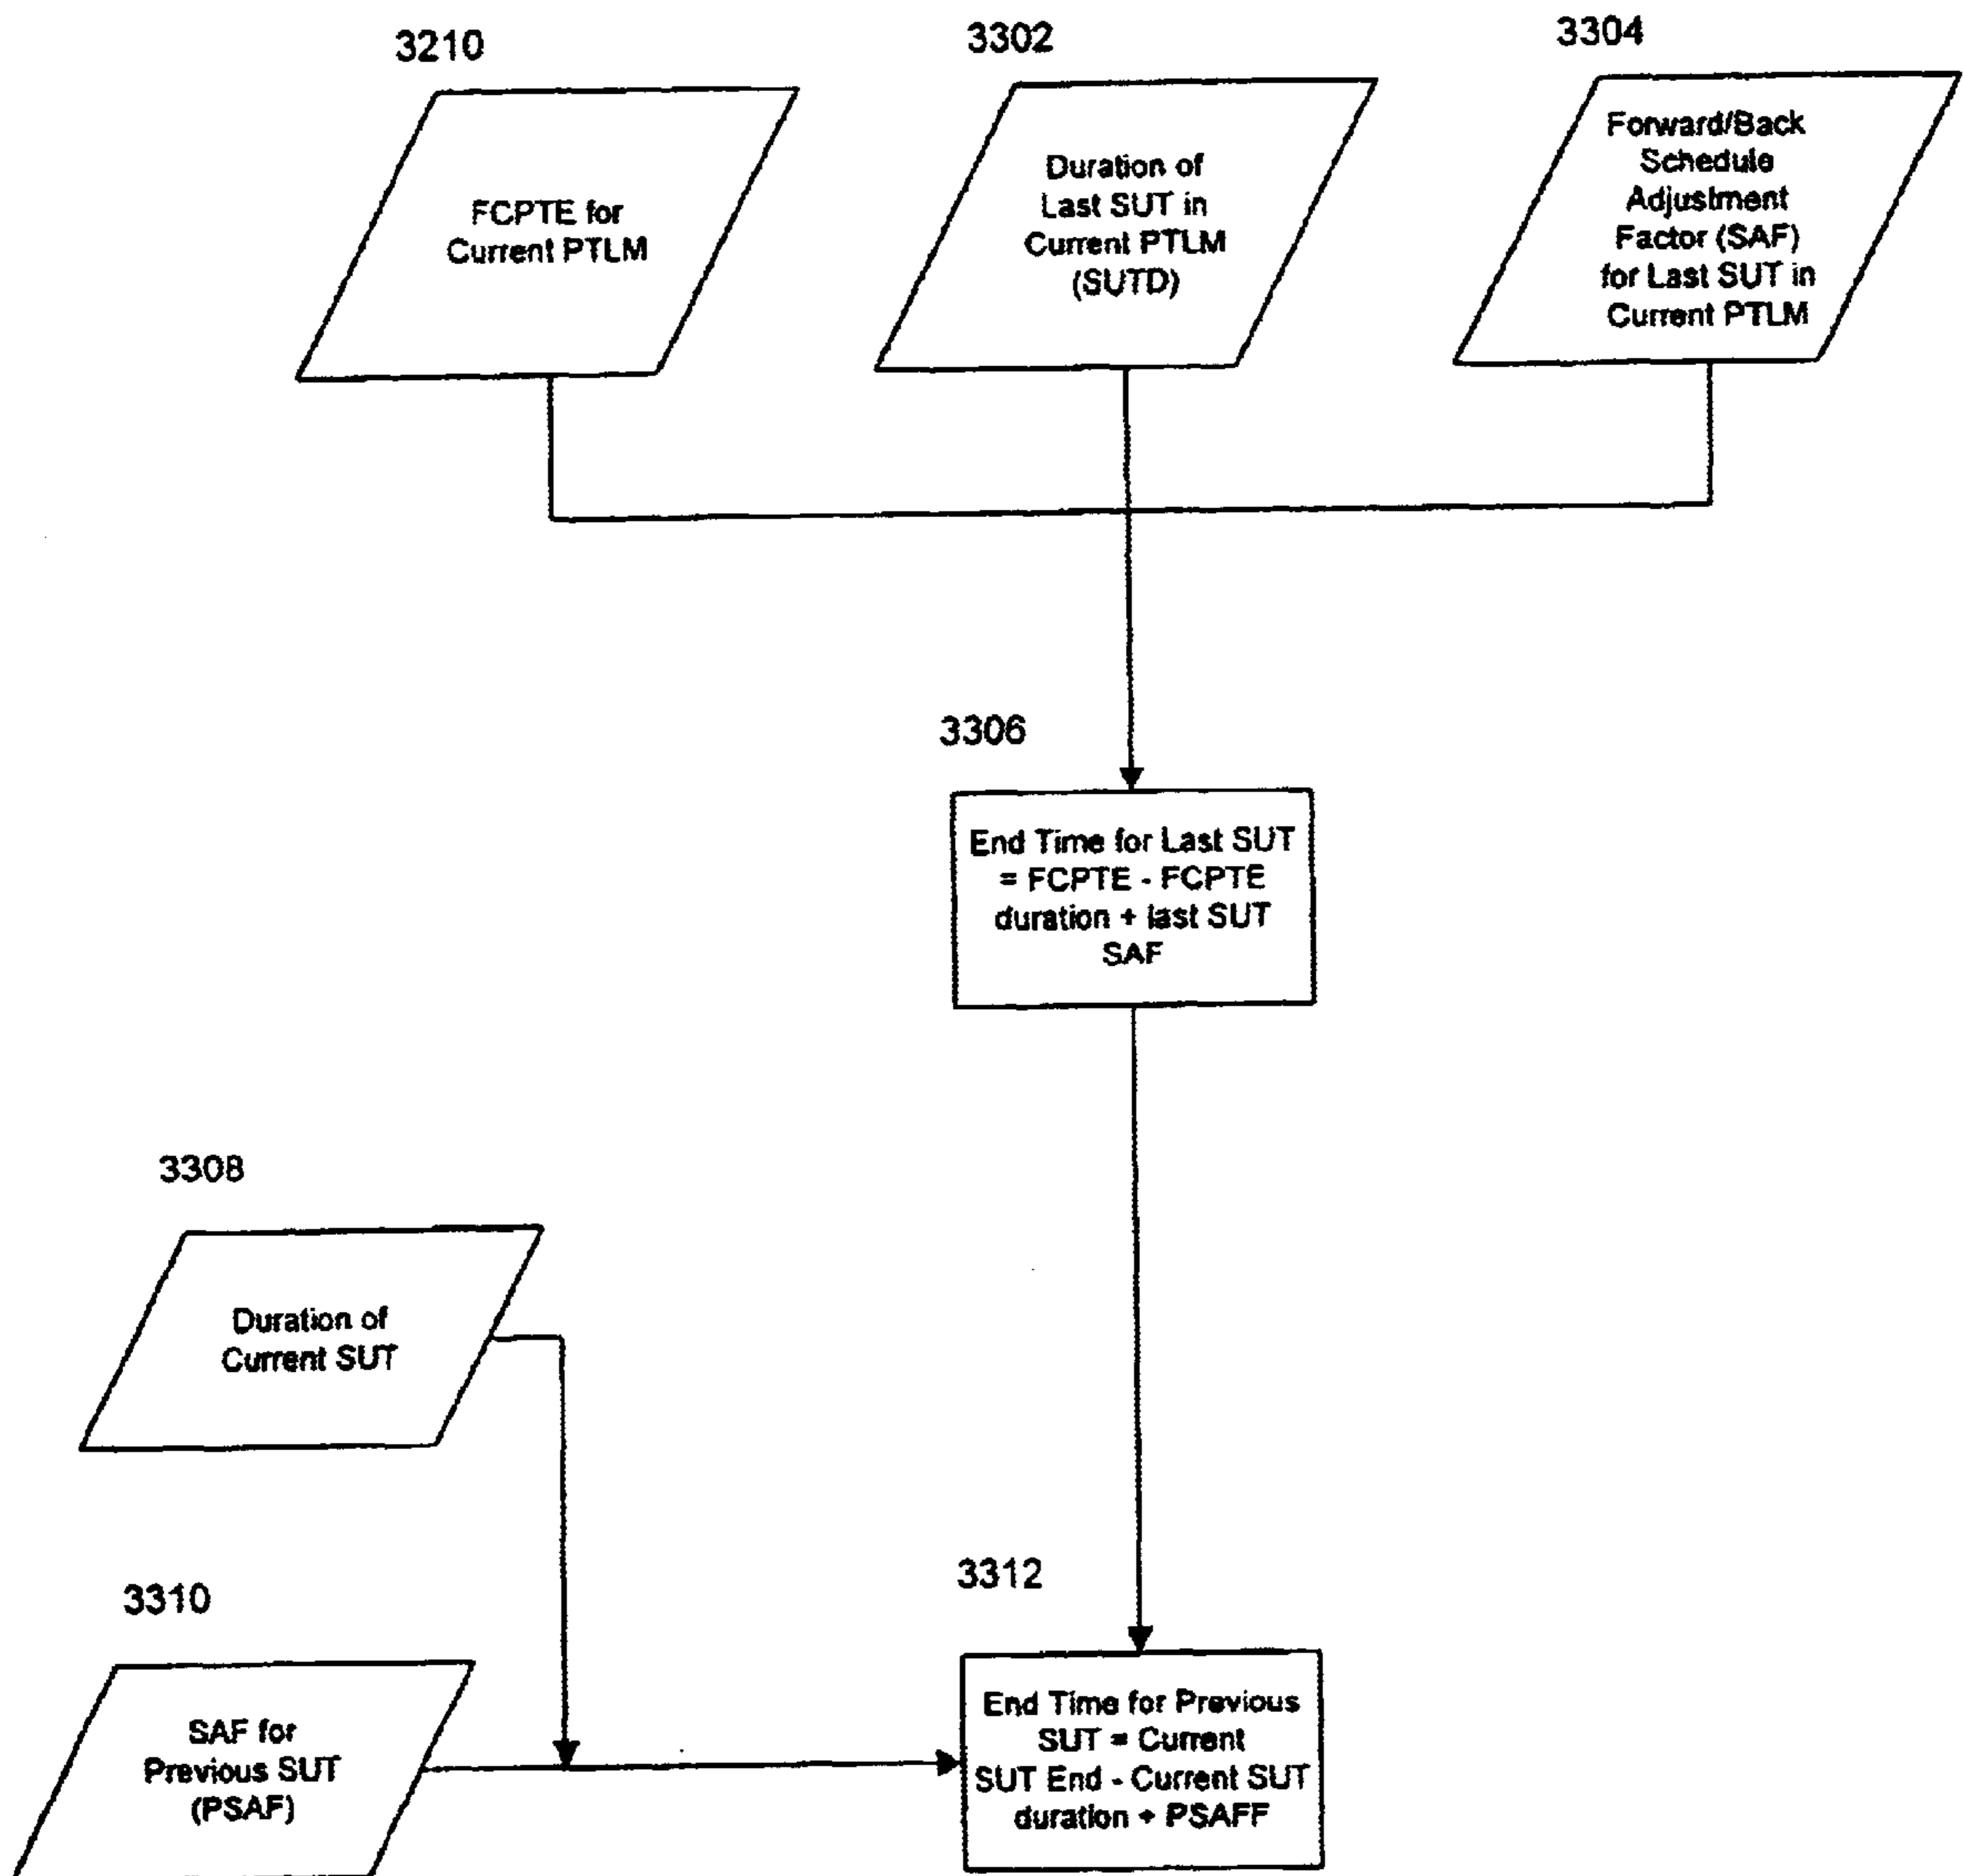 3210
FCPTE for
Current PTLM
3302
Duration of
Last SUT in
Current PTLM
(SUTD)
3304
Forward/Back
Schedule
Adjustment
Factor (SAF)
for Last SUT in
Current PTLM
3306
End Time for Last SUT
= FCPTE - FCPTE
duration + last SUT
SAF
3308
Duration of
Current SUT
3310
SAF for
Previous SUT
(PSAF)
3312
End Time for Previous
SUT = Current
SUT End - Current SUT
duration + PSAFF